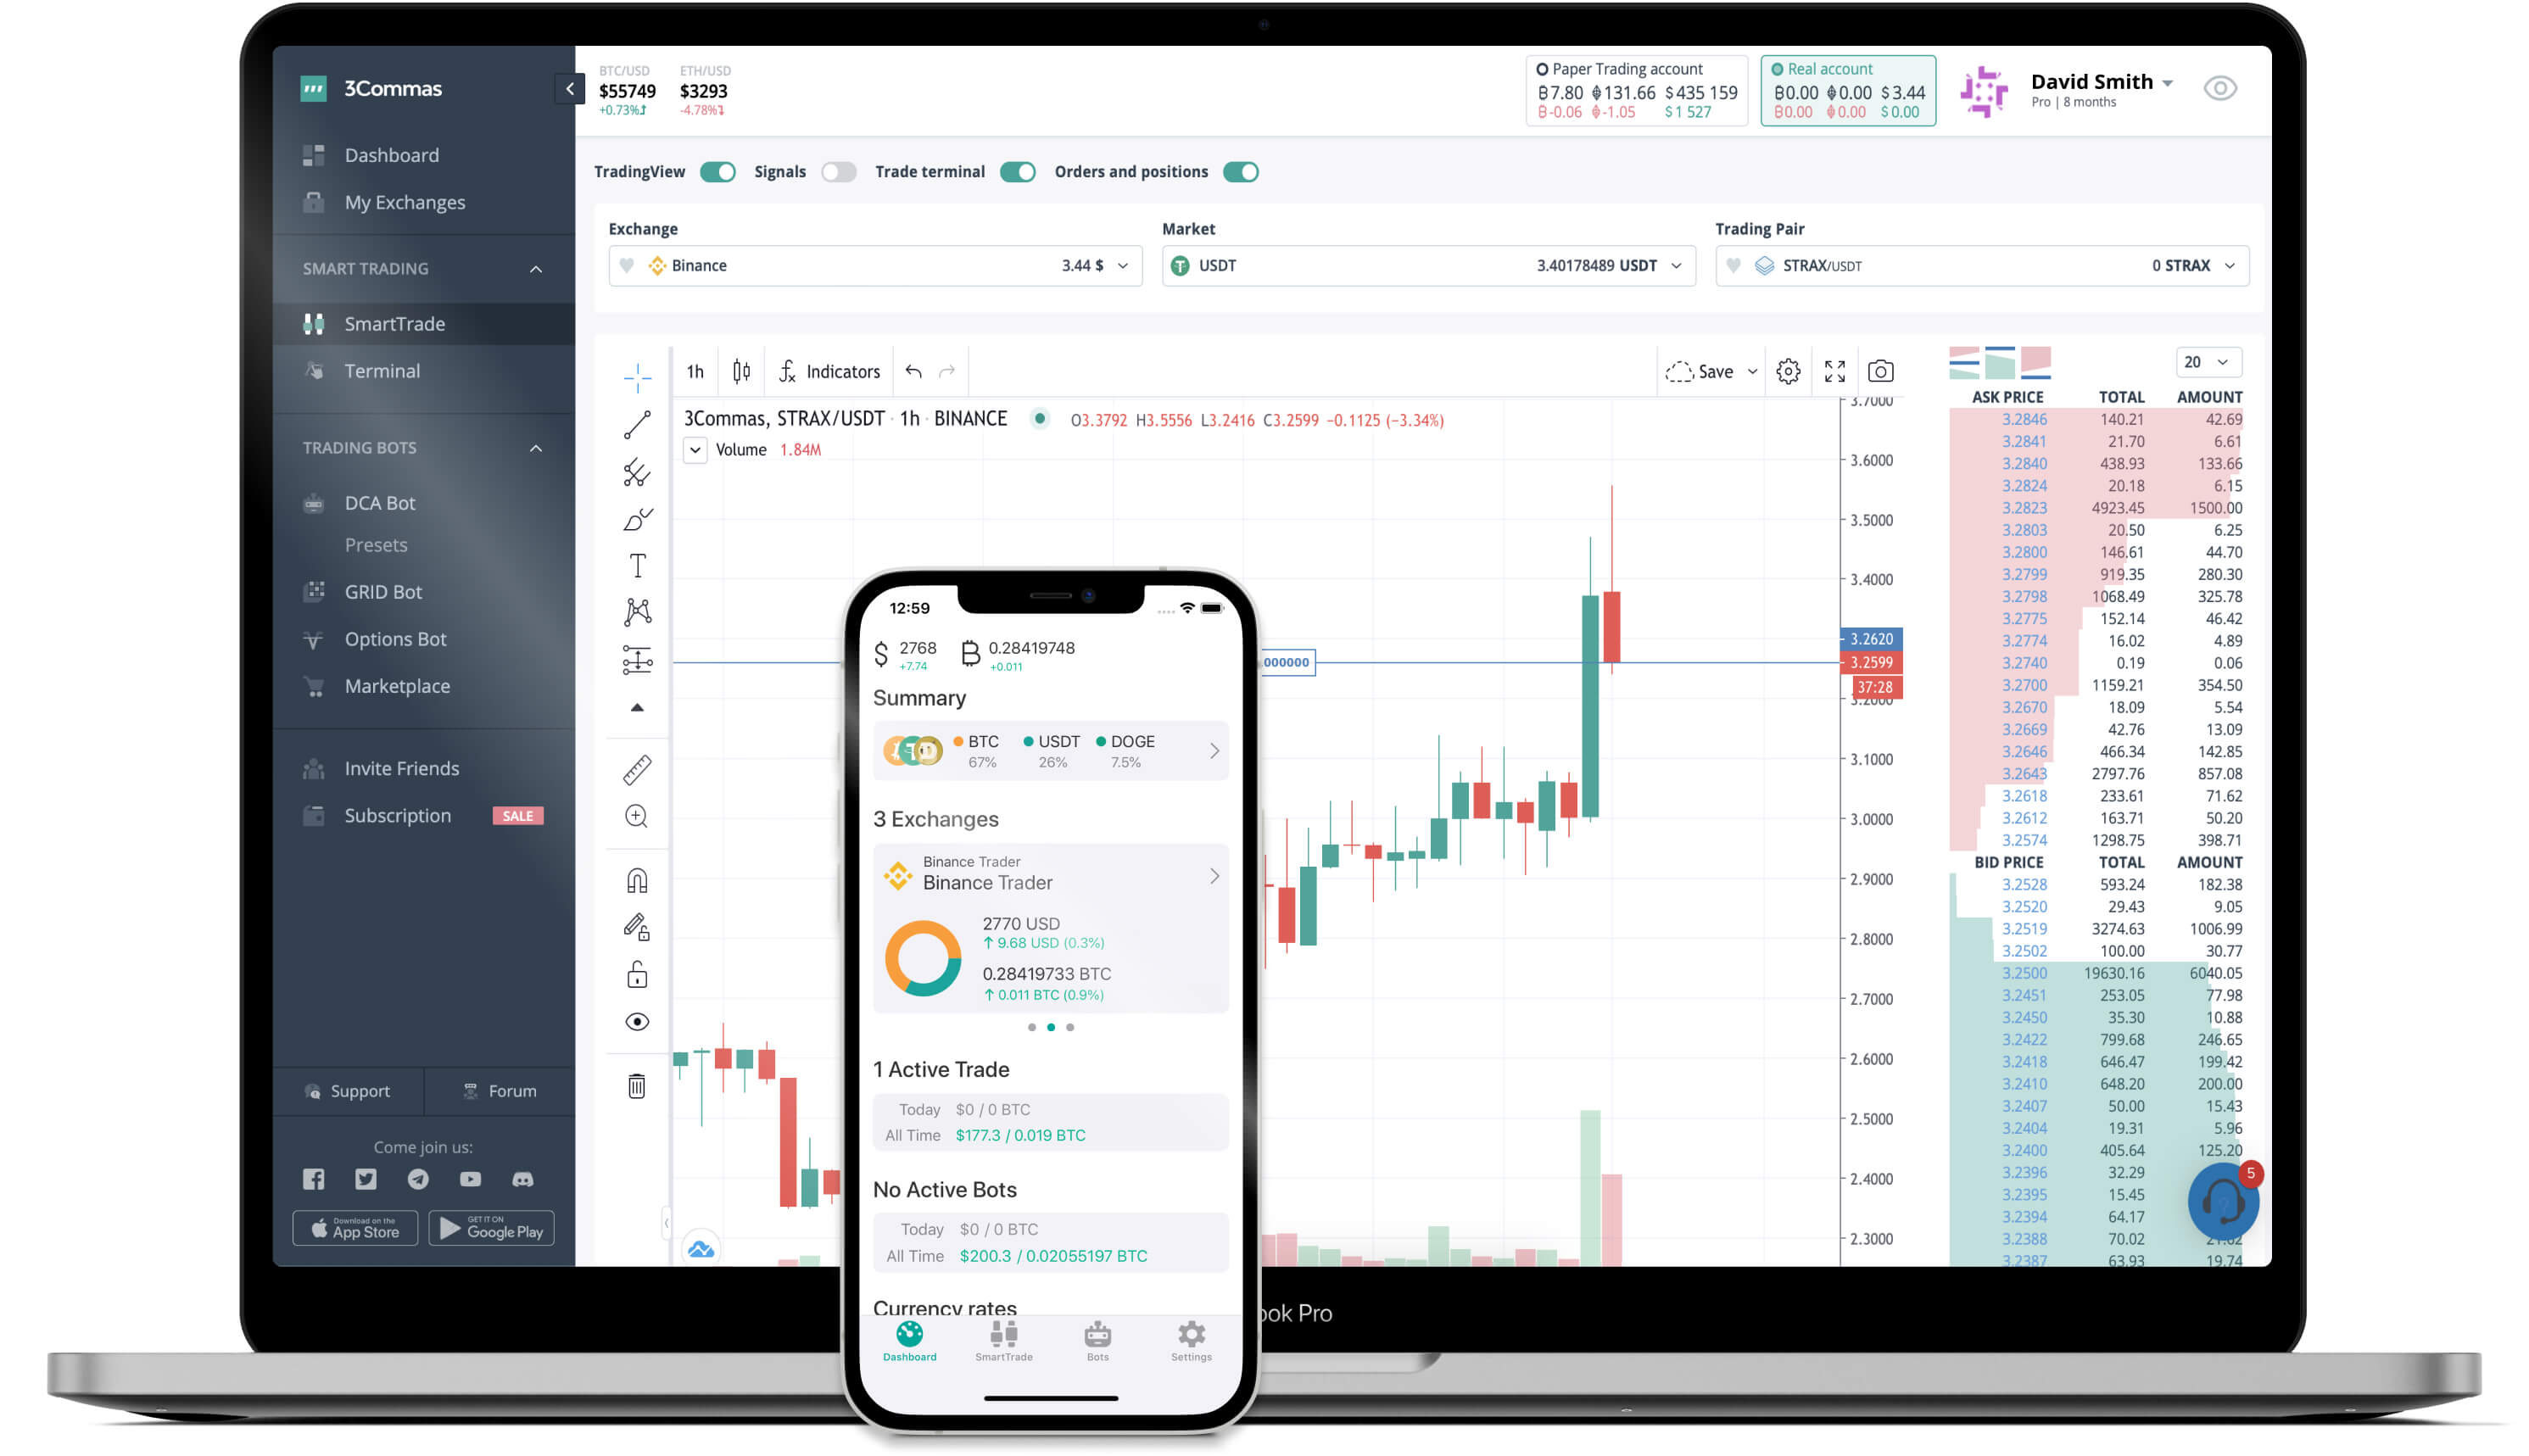 3Commas
Dashboard
My Exchanges
SMART TRADING
SmartTrade
Terminal
TRADING BOTS
DCA Bot
Presets
GRID Bot
Options Bot
Marketplace
Invite Friends
Subscription SALE
Support Forum
Come join us:
Download on the App Store
GET IT ON Google Play
BTC/USD ETH/USD
$55749 $3293
+0.73% -4.78%
Paper Trading account
₿7.80 131.66 $435 159
₿-0.06 -1.05 $1 527
Real account
₿0.00 0.00 $3.44
₿0.00 0.00 $0.00
David Smith
Pro | 8 months
TradingView Signals Trade terminal Orders and positions
Exchange Market Trading Pair
Binance 3.44 $ USDT 3.40178489 USDT STRAX/USDT 0 STRAX
1h Indicators Save
3Commas, STRAX/USDT · 1h · BINANCE O3.3792 H3.5556 L3.2416 C3.2599 −0.1125 (−3.34%)
Volume 1.84M
000000
3.7000
3.6000
3.5000
3.4000
3.2620
3.2599
37:28
3.2000
3.1000
3.0000
2.9000
2.8000
2.7000
2.6000
2.5000
2.4000
2.3000
20
ASK PRICE TOTAL AMOUNT
3.2846 140.21 42.69
3.2841 21.70 6.61
3.2840 438.93 133.66
3.2824 20.18 6.15
3.2823 4923.45 1500.00
3.2803 20.50 6.25
3.2800 146.61 44.70
3.2799 919.35 280.30
3.2798 1068.49 325.78
3.2775 152.14 46.42
3.2774 16.02 4.89
3.2740 0.19 0.06
3.2700 1159.21 354.50
3.2670 18.09 5.54
3.2669 42.76 13.09
3.2646 466.34 142.85
3.2643 2797.76 857.08
3.2618 233.61 71.62
3.2612 163.71 50.20
3.2574 1298.75 398.71
BID PRICE TOTAL AMOUNT
3.2528 593.24 182.38
3.2520 29.43 9.05
3.2519 3274.63 1006.99
3.2502 100.00 30.77
3.2500 19630.16 6040.05
3.2451 253.05 77.98
3.2450 35.30 10.88
3.2422 799.68 246.65
3.2418 646.47 199.42
3.2410 648.20 200.00
3.2407 50.00 15.43
3.2404 19.31 5.96
3.2400 405.64 125.20
3.2396 32.29
3.2395 15.45
3.2394 64.17
3.2388 70.02
3.2387 63.93 19.74
5
12:59
$ 2768 ₿ 0.28419748
+7.74 +0.011
Summary
BTC USDT DOGE
67% 26% 7.5%
3 Exchanges
Binance Trader
Binance Trader
2770 USD
↑ 9.68 USD (0.3%)
0.28419733 BTC
↑ 0.011 BTC (0.9%)
1 Active Trade
Today $0 / 0 BTC
All Time $177.3 / 0.019 BTC
No Active Bots
Today $0 / 0 BTC
All Time $200.3 / 0.02055197 BTC
Currency rates
Dashboard SmartTrade Bots Settings
ook Pro